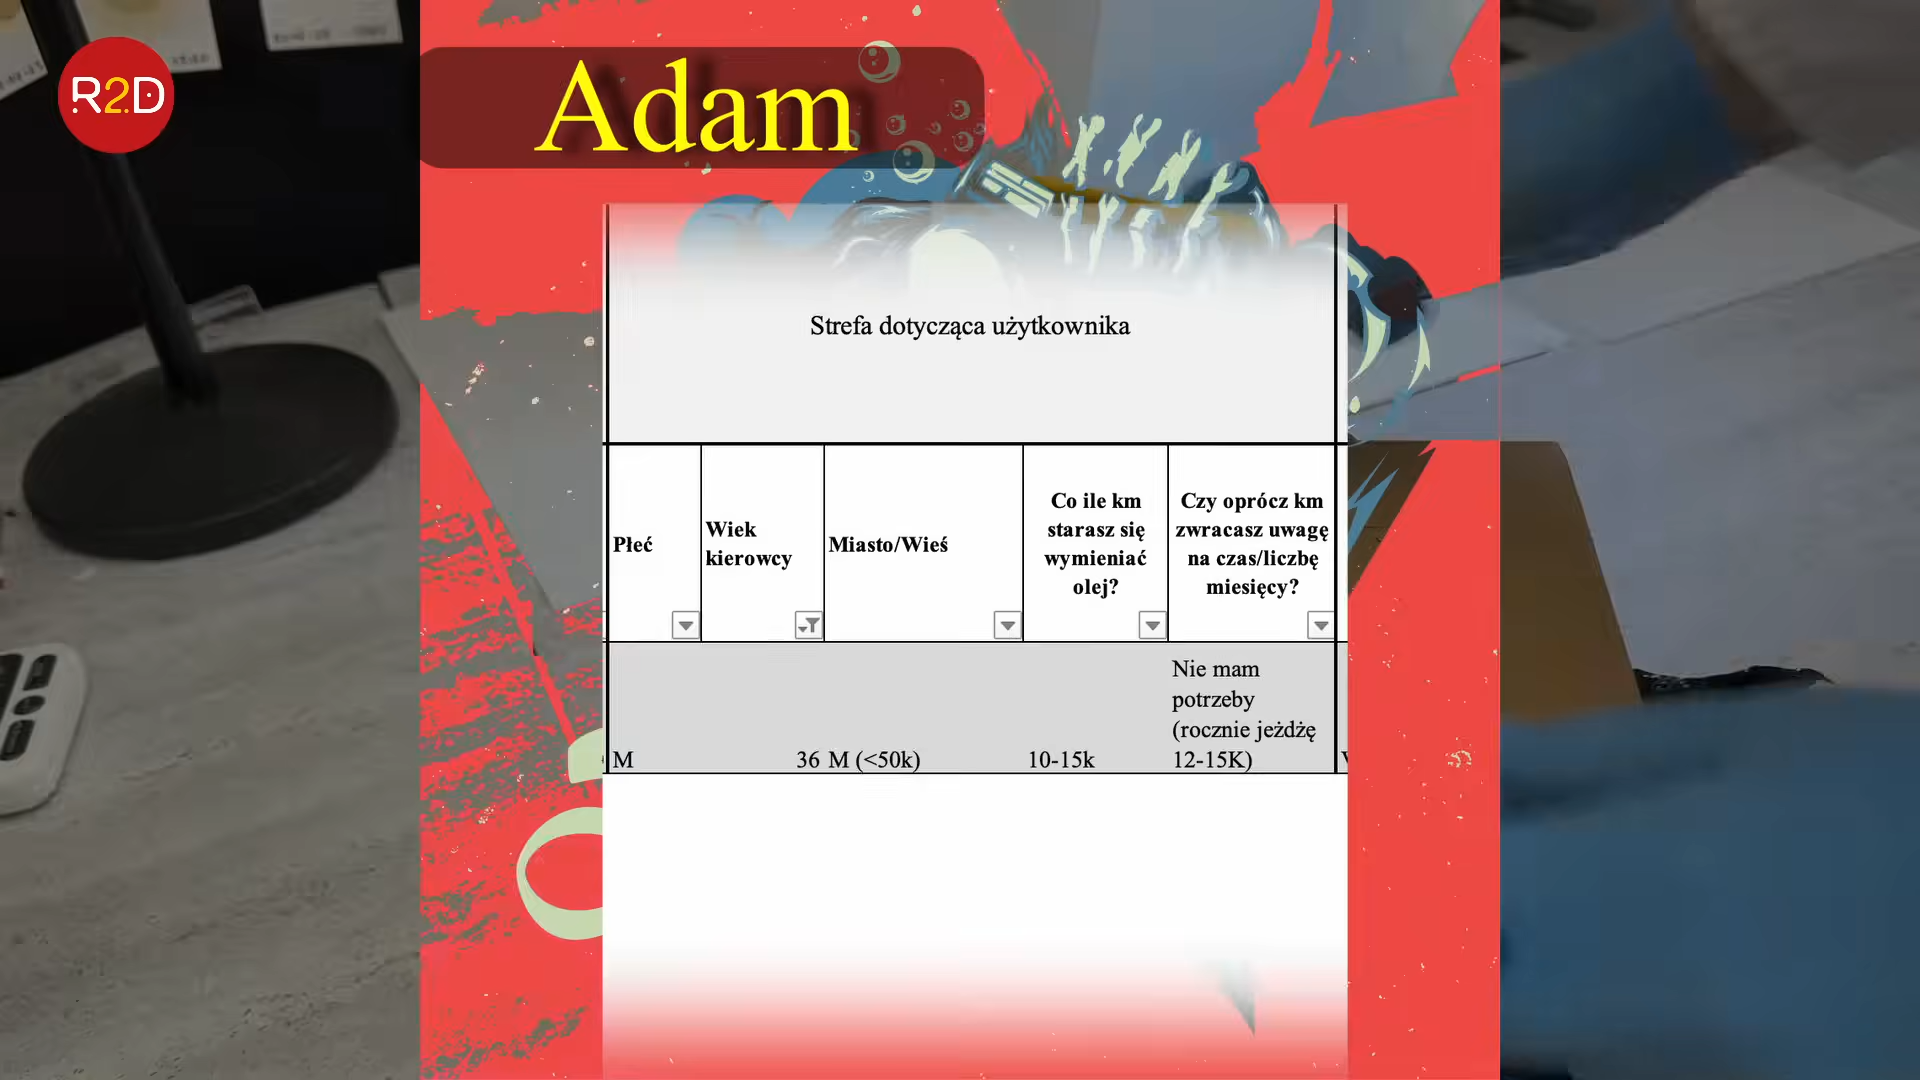 R2D
Adam
Strefa dotycząca użytkownika
Płeć
Wiek
kierowcy
Miasto/Wieś
Co ile km
starasz się
wymieniać
olej?
Czy oprócz km
zwracasz uwagę
na czas/liczbę
miesięcy?
M
36
M (<50k)
10-15k
Nie mam
potrzeby
(rocznie jeżdżę
12-15K)